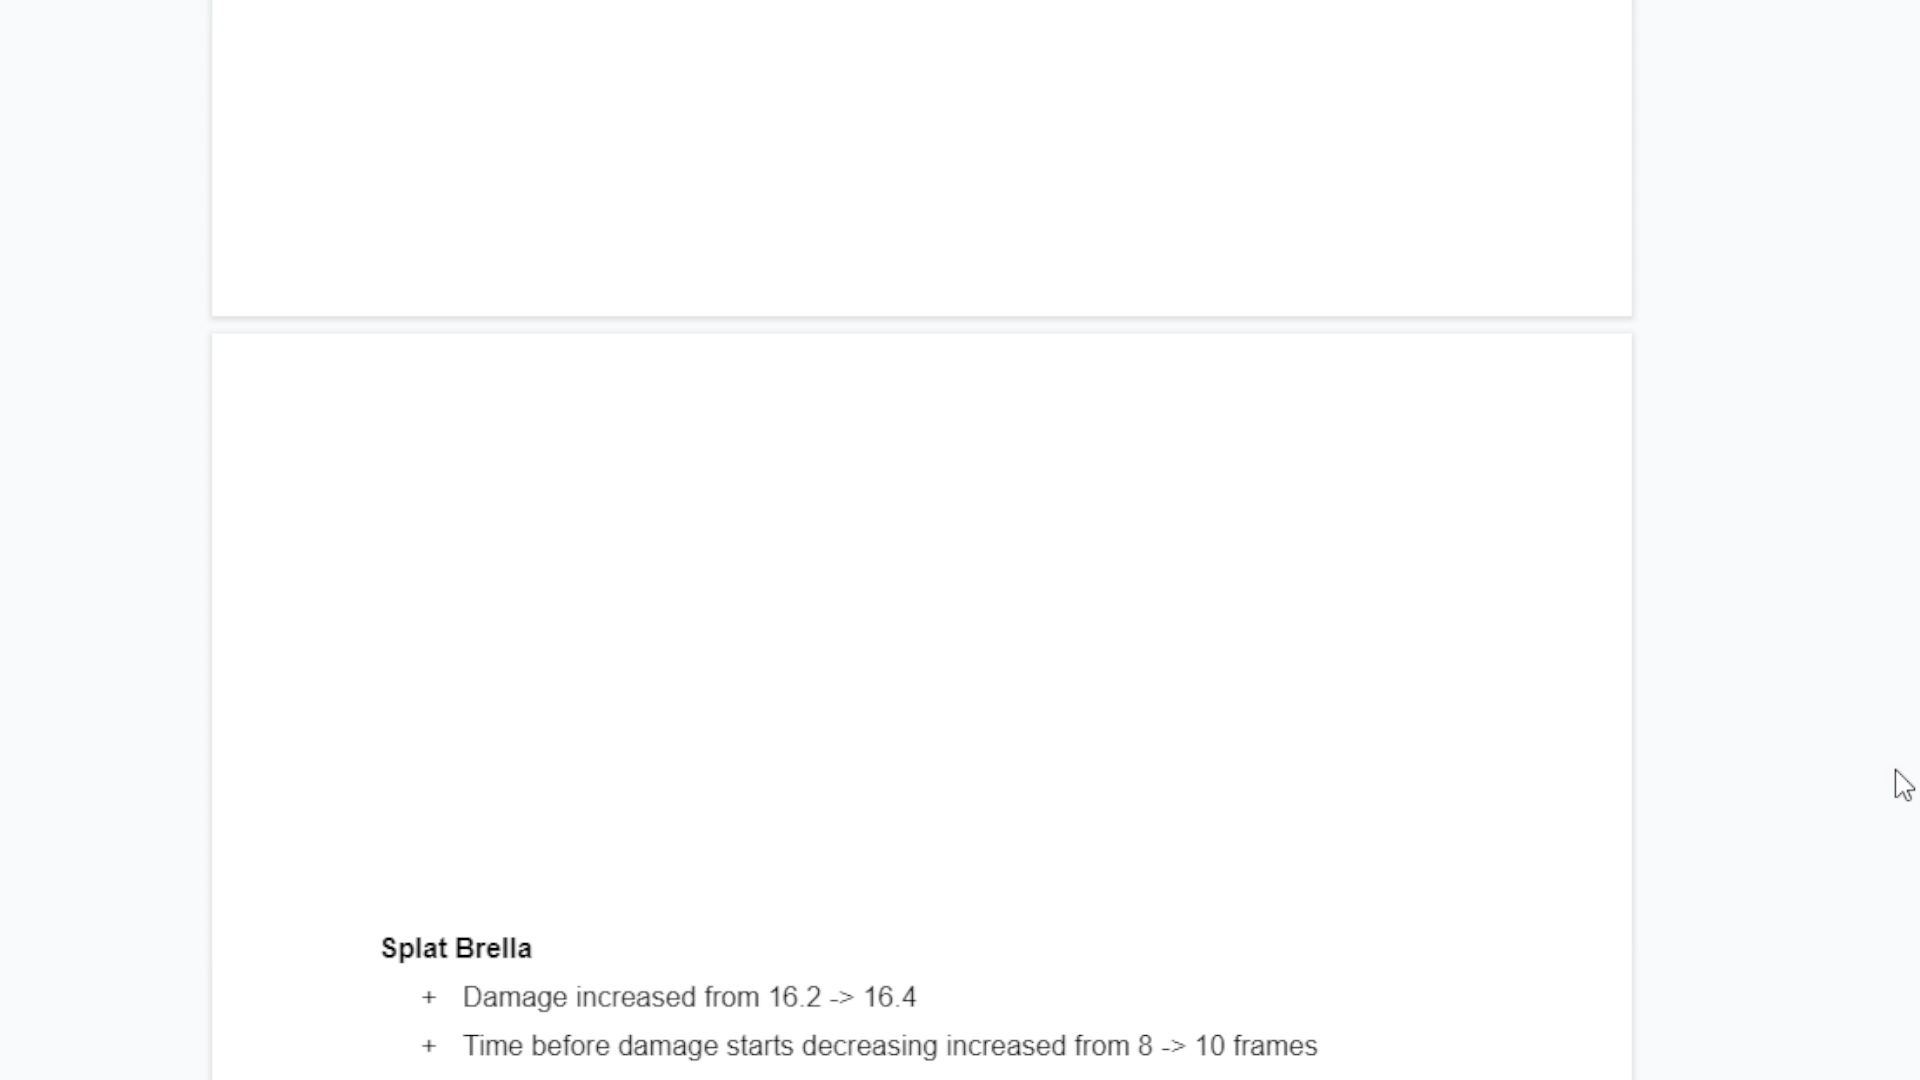 Splat Brella
+ Damage increased from 16.2 -> 16.4
+ Time before damage starts decreasing increased from 8 -> 10 frames